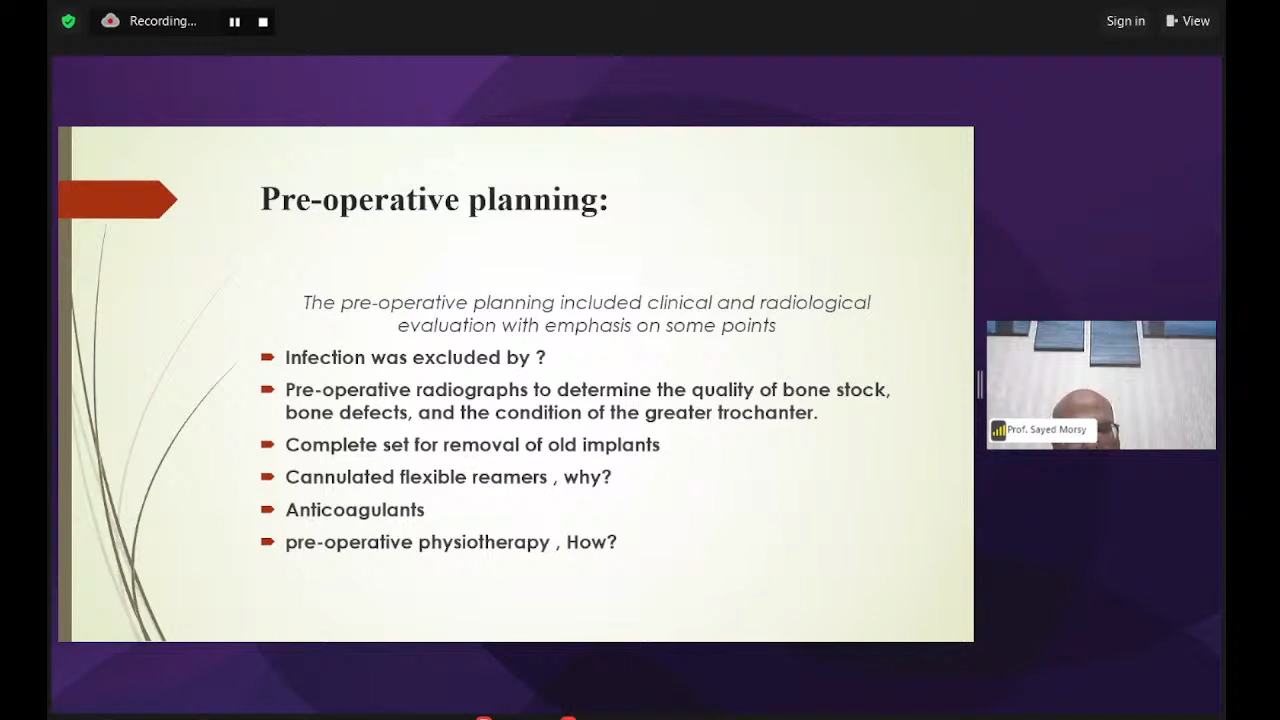 Recording...
Sign in
View
Pre-operative planning:
The pre-operative planning included clinical and radiological
evaluation with emphasis on some points
Infection was excluded by ?
Pre-operative radiographs to determine the quality of bone stock,
bone defects, and the condition of the greater trochanter.
Complete set for removal of old implants
Cannulated flexible reamers , why?
Anticoagulants
pre-operative physiotherapy , How?
Prof. Sayed Morsy